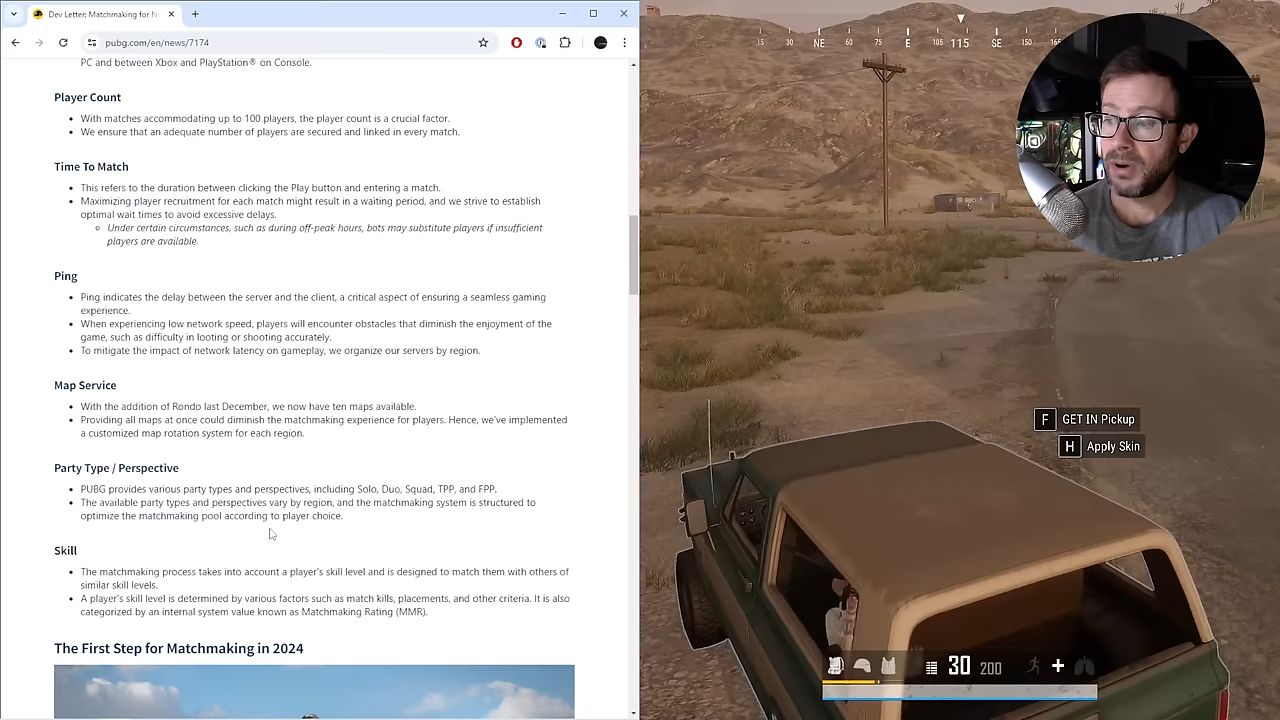 Dev Letter: Matchmaking for N
pubg.com/en/news/7174
PC and between Xbox and PlayStation® on Console.
Player Count
• With matches accommodating up to 100 players, the player count is a crucial factor.
• We ensure that an adequate number of players are secured and linked in every match.
Time To Match
• This refers to the duration between clicking the Play button and entering a match.
• Maximizing player recruitment for each match might result in a waiting period, and we strive to establish
optimal wait times to avoid excessive delays.
Under certain circumstances, such as during off-peak hours, bots may substitute players if insufficient
players are available.
Ping
• Ping indicates the delay between the server and the client, a critical aspect of ensuring a seamless gaming
experience.
• When experiencing low network speed, players will encounter obstacles that diminish the enjoyment of the
game, such as difficulty in looting or shooting accurately.
• To mitigate the impact of network latency on gameplay, we organize our servers by region.
Map Service
• With the addition of Rondo last December, we now have ten maps available.
• Providing all maps at once could diminish the matchmaking experience for players. Hence, we've implemented
a customized map rotation system for each region.
Party Type / Perspective
• PUBG provides various party types and perspectives, including Solo, Duo, Squad, TPP, and FPP.
• The available party types and perspectives vary by region, and the matchmaking system is structured to
optimize the matchmaking pool according to player choice.
Skill
• The matchmaking process takes into account a player's skill level and is designed to match them with others of
similar skill levels.
• A player's skill level is determined by various factors such as match kills, placements, and other criteria. It is also
categorized by an internal system value known as Matchmaking Rating (MMR).
The First Step for Matchmaking in 2024
15 30 NE 60 75 E 105 115 SE 150 165
F GET IN Pickup
H Apply Skin
30 200